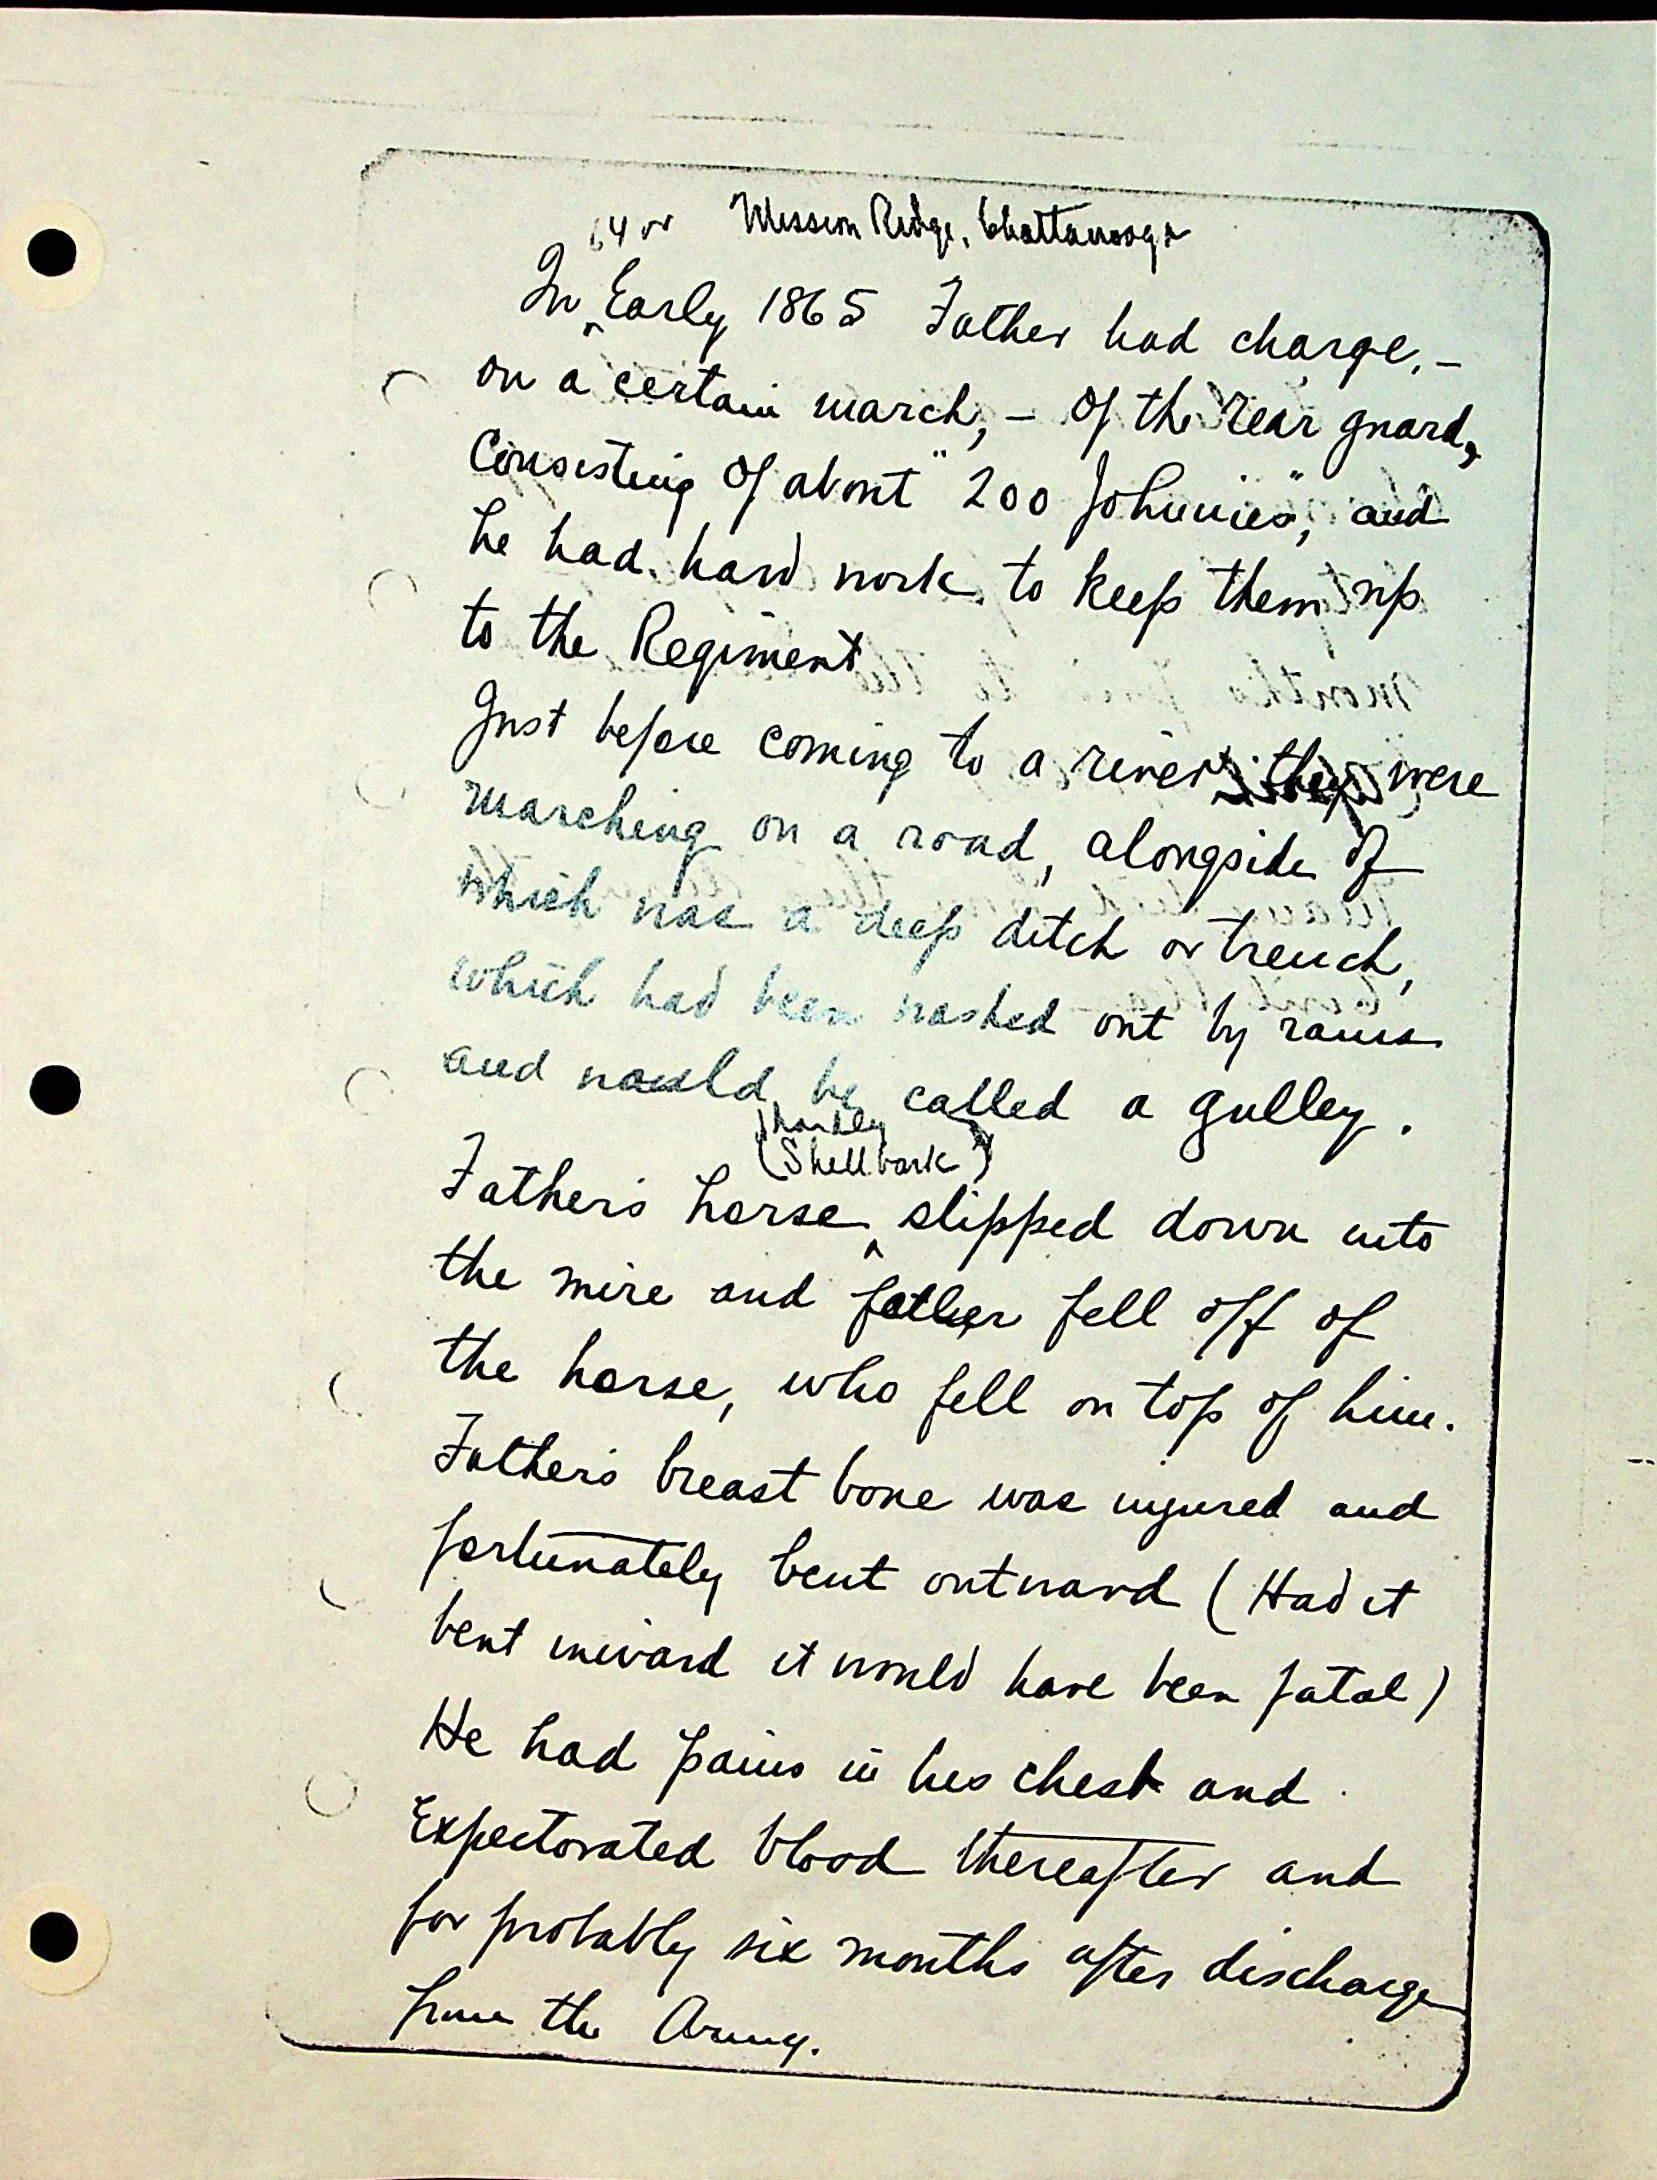 Mission Ridge, Chattanooga
64 or
In Early 1865 Father had charge, -
on a certain march, - of the rear guard,
consisting of about "200 Johnnies", and
he had hard work to keep them up
to the Regiment
Just before coming to a river they were
marching on a road, alongside of
which was a deep ditch or trench,
which had been washed out by rains
and would be called a gulley.
(Shellbark)
Father's horse slipped down into
the mire and father fell off of
the horse, who fell on top of him.
Father's breast bone was injured and
fortunately bent outward (Had it
bent inward it would have been fatal)
He had pains in his chest and
Expectorated blood thereafter and
for probably six months after discharge
from the Army.